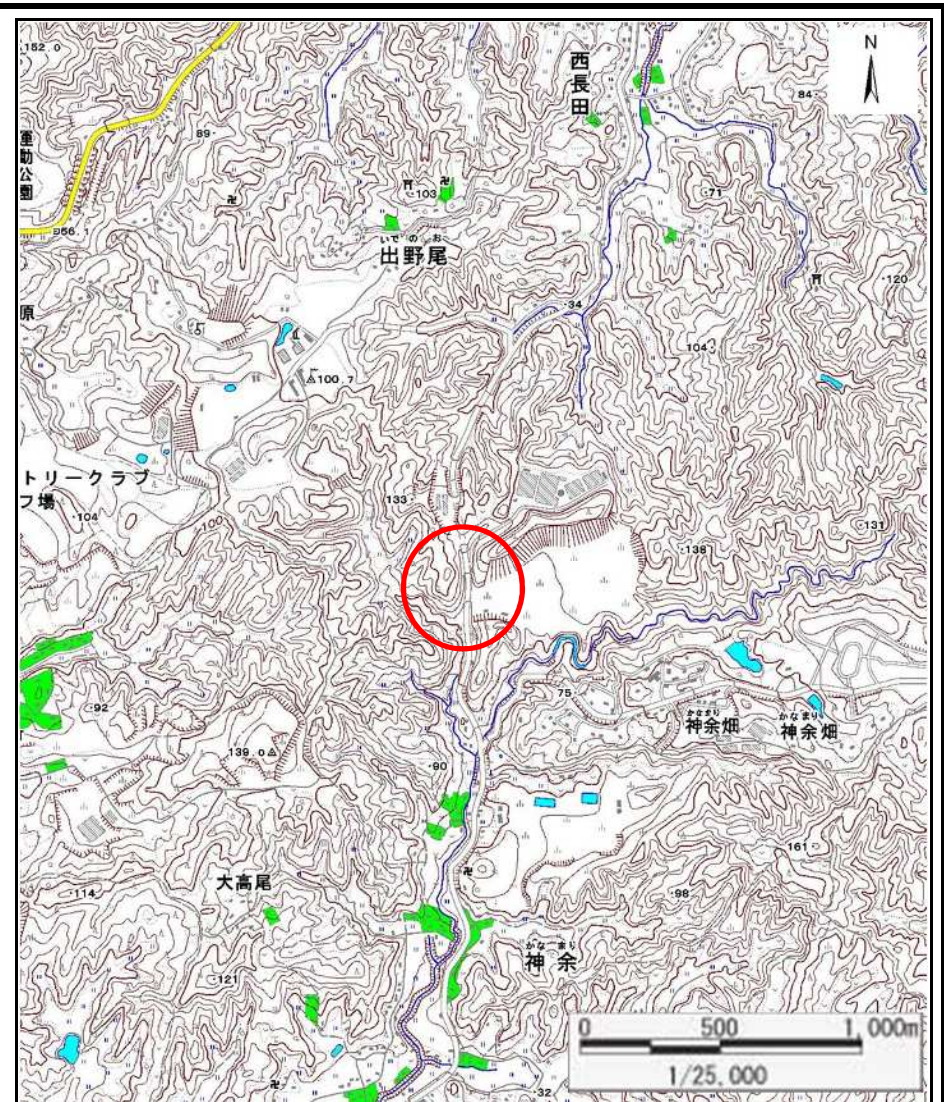 152.0
西長田
N
84
89
運動公園
103
71
956.1
いでのお
出野尾
120
34
原
104
100.7
トリークラブ
フ場
133
104
100
131
138
75
かなまり
神余畑
かなまり
神余畑
92
139.0
90
161
大高尾
98
114
かなまり
神余
121
0 500 1,000m
1/25,000
32